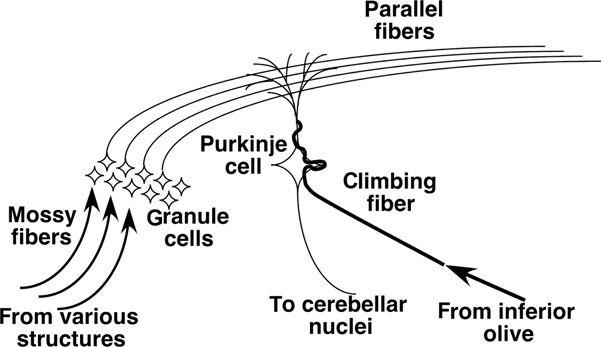 Parallel
fibers
Purkinje
cell
Climbing
fiber
Mossy
fibers
Granule
cells
From various
structures
To cerebellar
nuclei
From inferior
olive